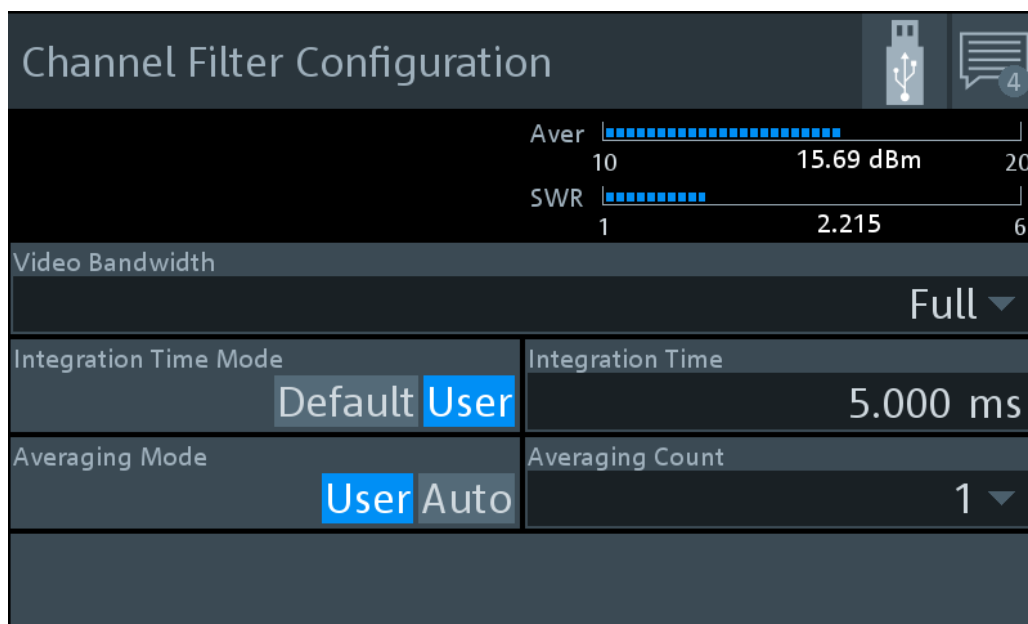 Channel Filter Configuration
4
Aver
10 15.69 dBm 20
SWR
1 2.215 6
Video Bandwidth
Full
Integration Time Mode
Default User
Integration Time
5.000 ms
Averaging Mode
User Auto
Averaging Count
1